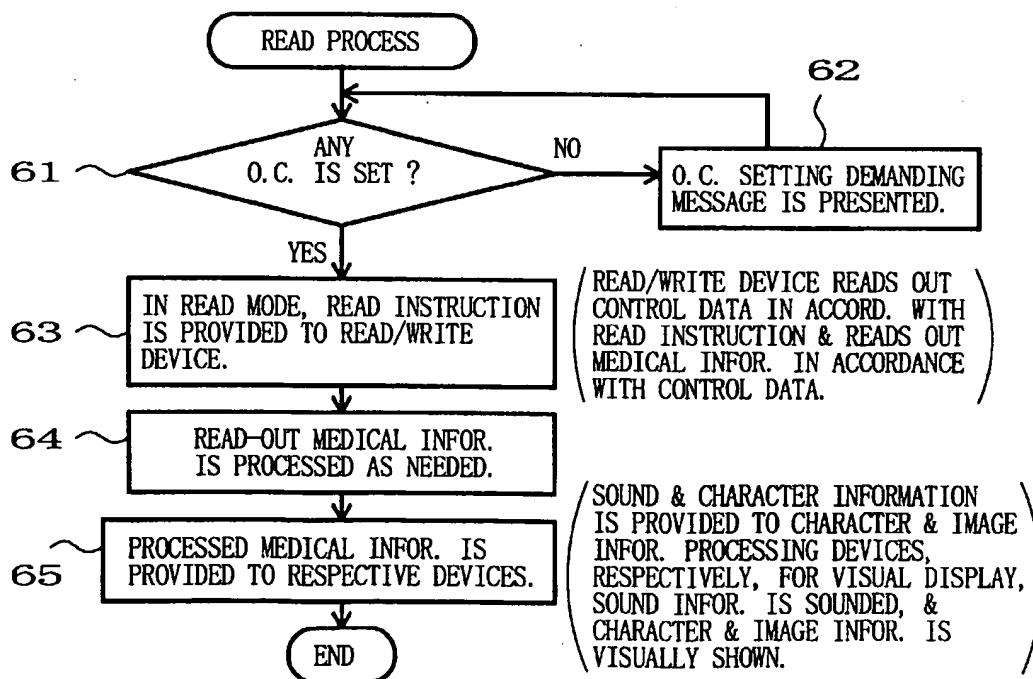 READ PROCESS
62
61
ANY
O.C. IS SET ?
NO
O.C. SETTING DEMANDING
MESSAGE IS PRESENTED.
YES
63
IN READ MODE, READ INSTRUCTION
IS PROVIDED TO READ/WRITE
DEVICE.
READ/WRITE DEVICE READS OUT
CONTROL DATA IN ACCORD. WITH
READ INSTRUCTION & READS OUT
MEDICAL INFOR. IN ACCORDANCE
WITH CONTROL DATA.
64
READ-OUT MEDICAL INFOR.
IS PROCESSED AS NEEDED.
65
PROCESSED MEDICAL INFOR. IS
PROVIDED TO RESPECTIVE DEVICES.
SOUND & CHARACTER INFORMATION
IS PROVIDED TO CHARACTER & IMAGE
INFOR. PROCESSING DEVICES,
RESPECTIVELY, FOR VISUAL DISPLAY,
SOUND INFOR. IS SOUNDED, &
CHARACTER & IMAGE INFOR. IS
VISUALLY SHOWN.
END